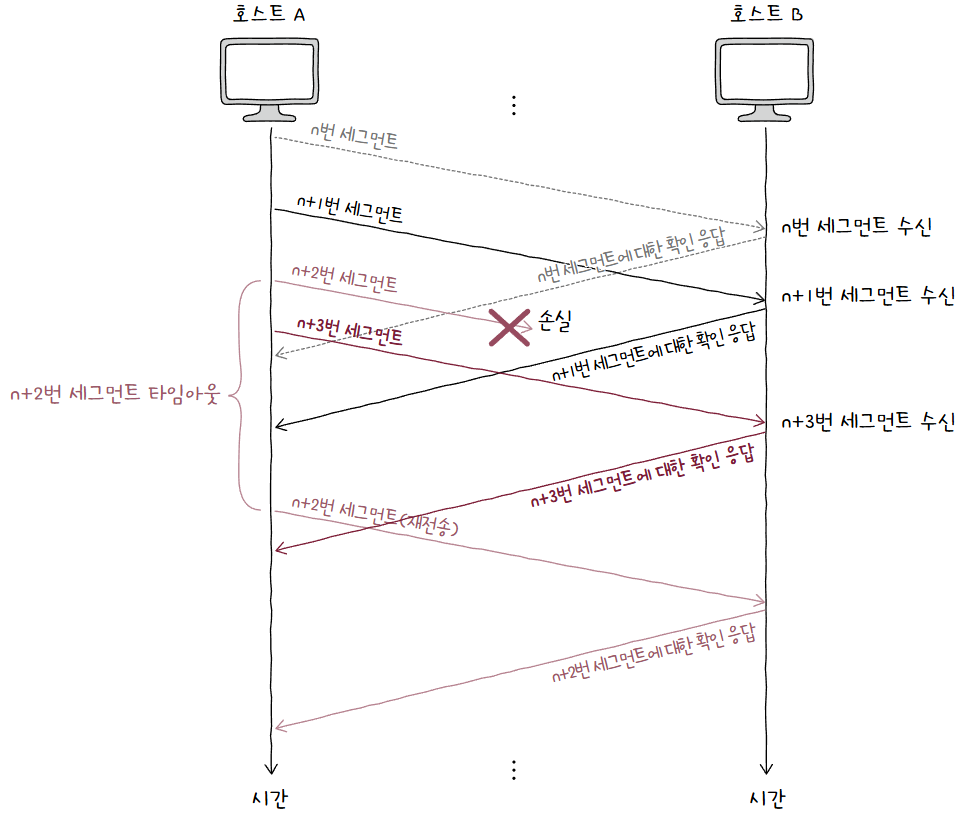 호스트 A
호스트 B
n번 세그먼트
n+1번 세그먼트
n번 세그먼트 수신
n번 세그먼트에 대한 확인 응답
n+2번 세그먼트
n+1번 세그먼트 수신
손실
n+3번 세그먼트
n+1번 세그먼트에 대한 확인 응답
n+2번 세그먼트 타임아웃
n+3번 세그먼트 수신
n+3번 세그먼트에 대한 확인 응답
n+2번 세그먼트(재전송)
n+2번 세그먼트에 대한 확인 응답
시간
시간